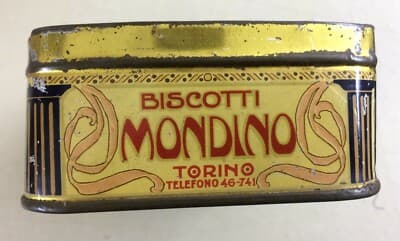 BISCOTTI
MONDINO
TORINO
TELEFONO 46-741